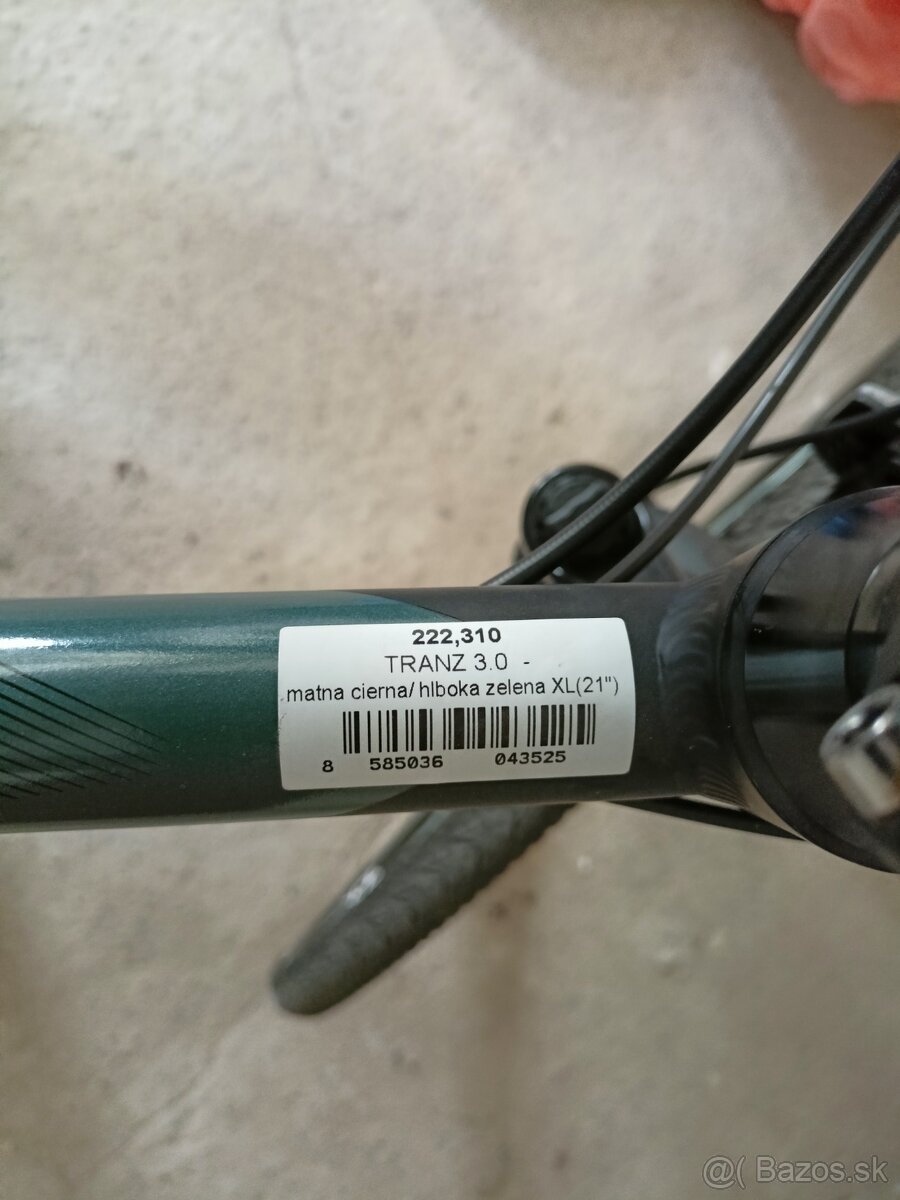 222,310
TRANZ 3.0 -
matna cierna/ hlboka zelena XL(21")
8 585036 043525
@( Bazos.sk